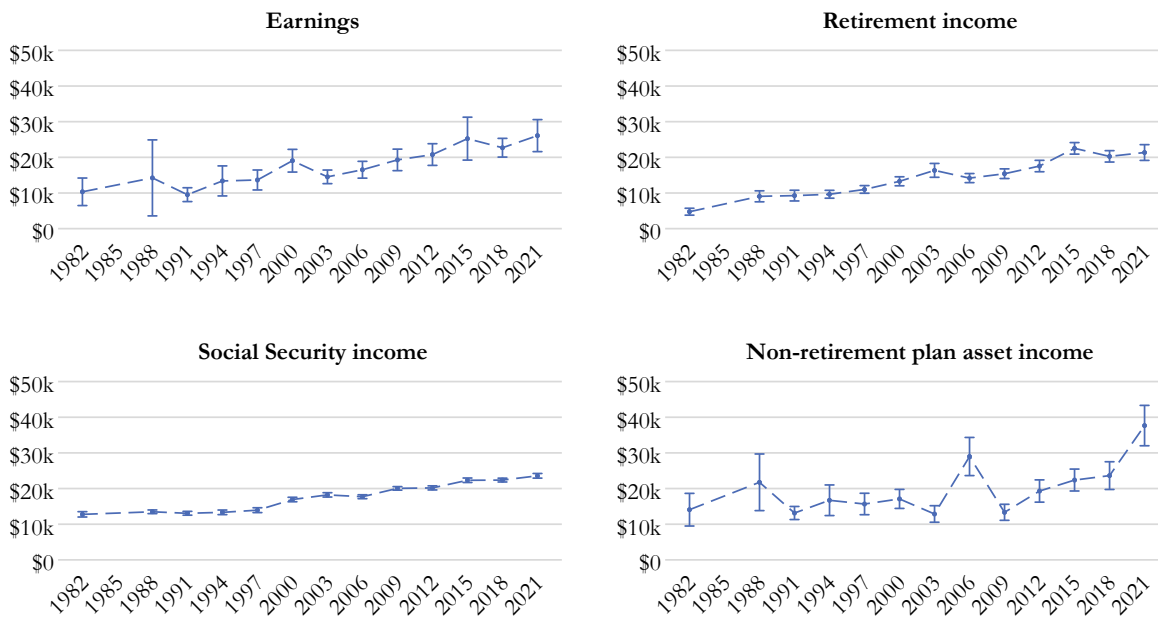 Earnings
$50k
$40k
$30k
$20k
$10k
$0
1982 1985 1988 1991 1994 1997 2000 2003 2006 2009 2012 2015 2018 2021
Retirement income
$50k
$40k
$30k
$20k
$10k
$0
1982 1985 1988 1991 1994 1997 2000 2003 2006 2009 2012 2015 2018 2021
Social Security income
$50k
$40k
$30k
$20k
$10k
$0
1982 1985 1988 1991 1994 1997 2000 2003 2006 2009 2012 2015 2018 2021
Non-retirement plan asset income
$50k
$40k
$30k
$20k
$10k
$0
1982 1985 1988 1991 1994 1997 2000 2003 2006 2009 2012 2015 2018 2021